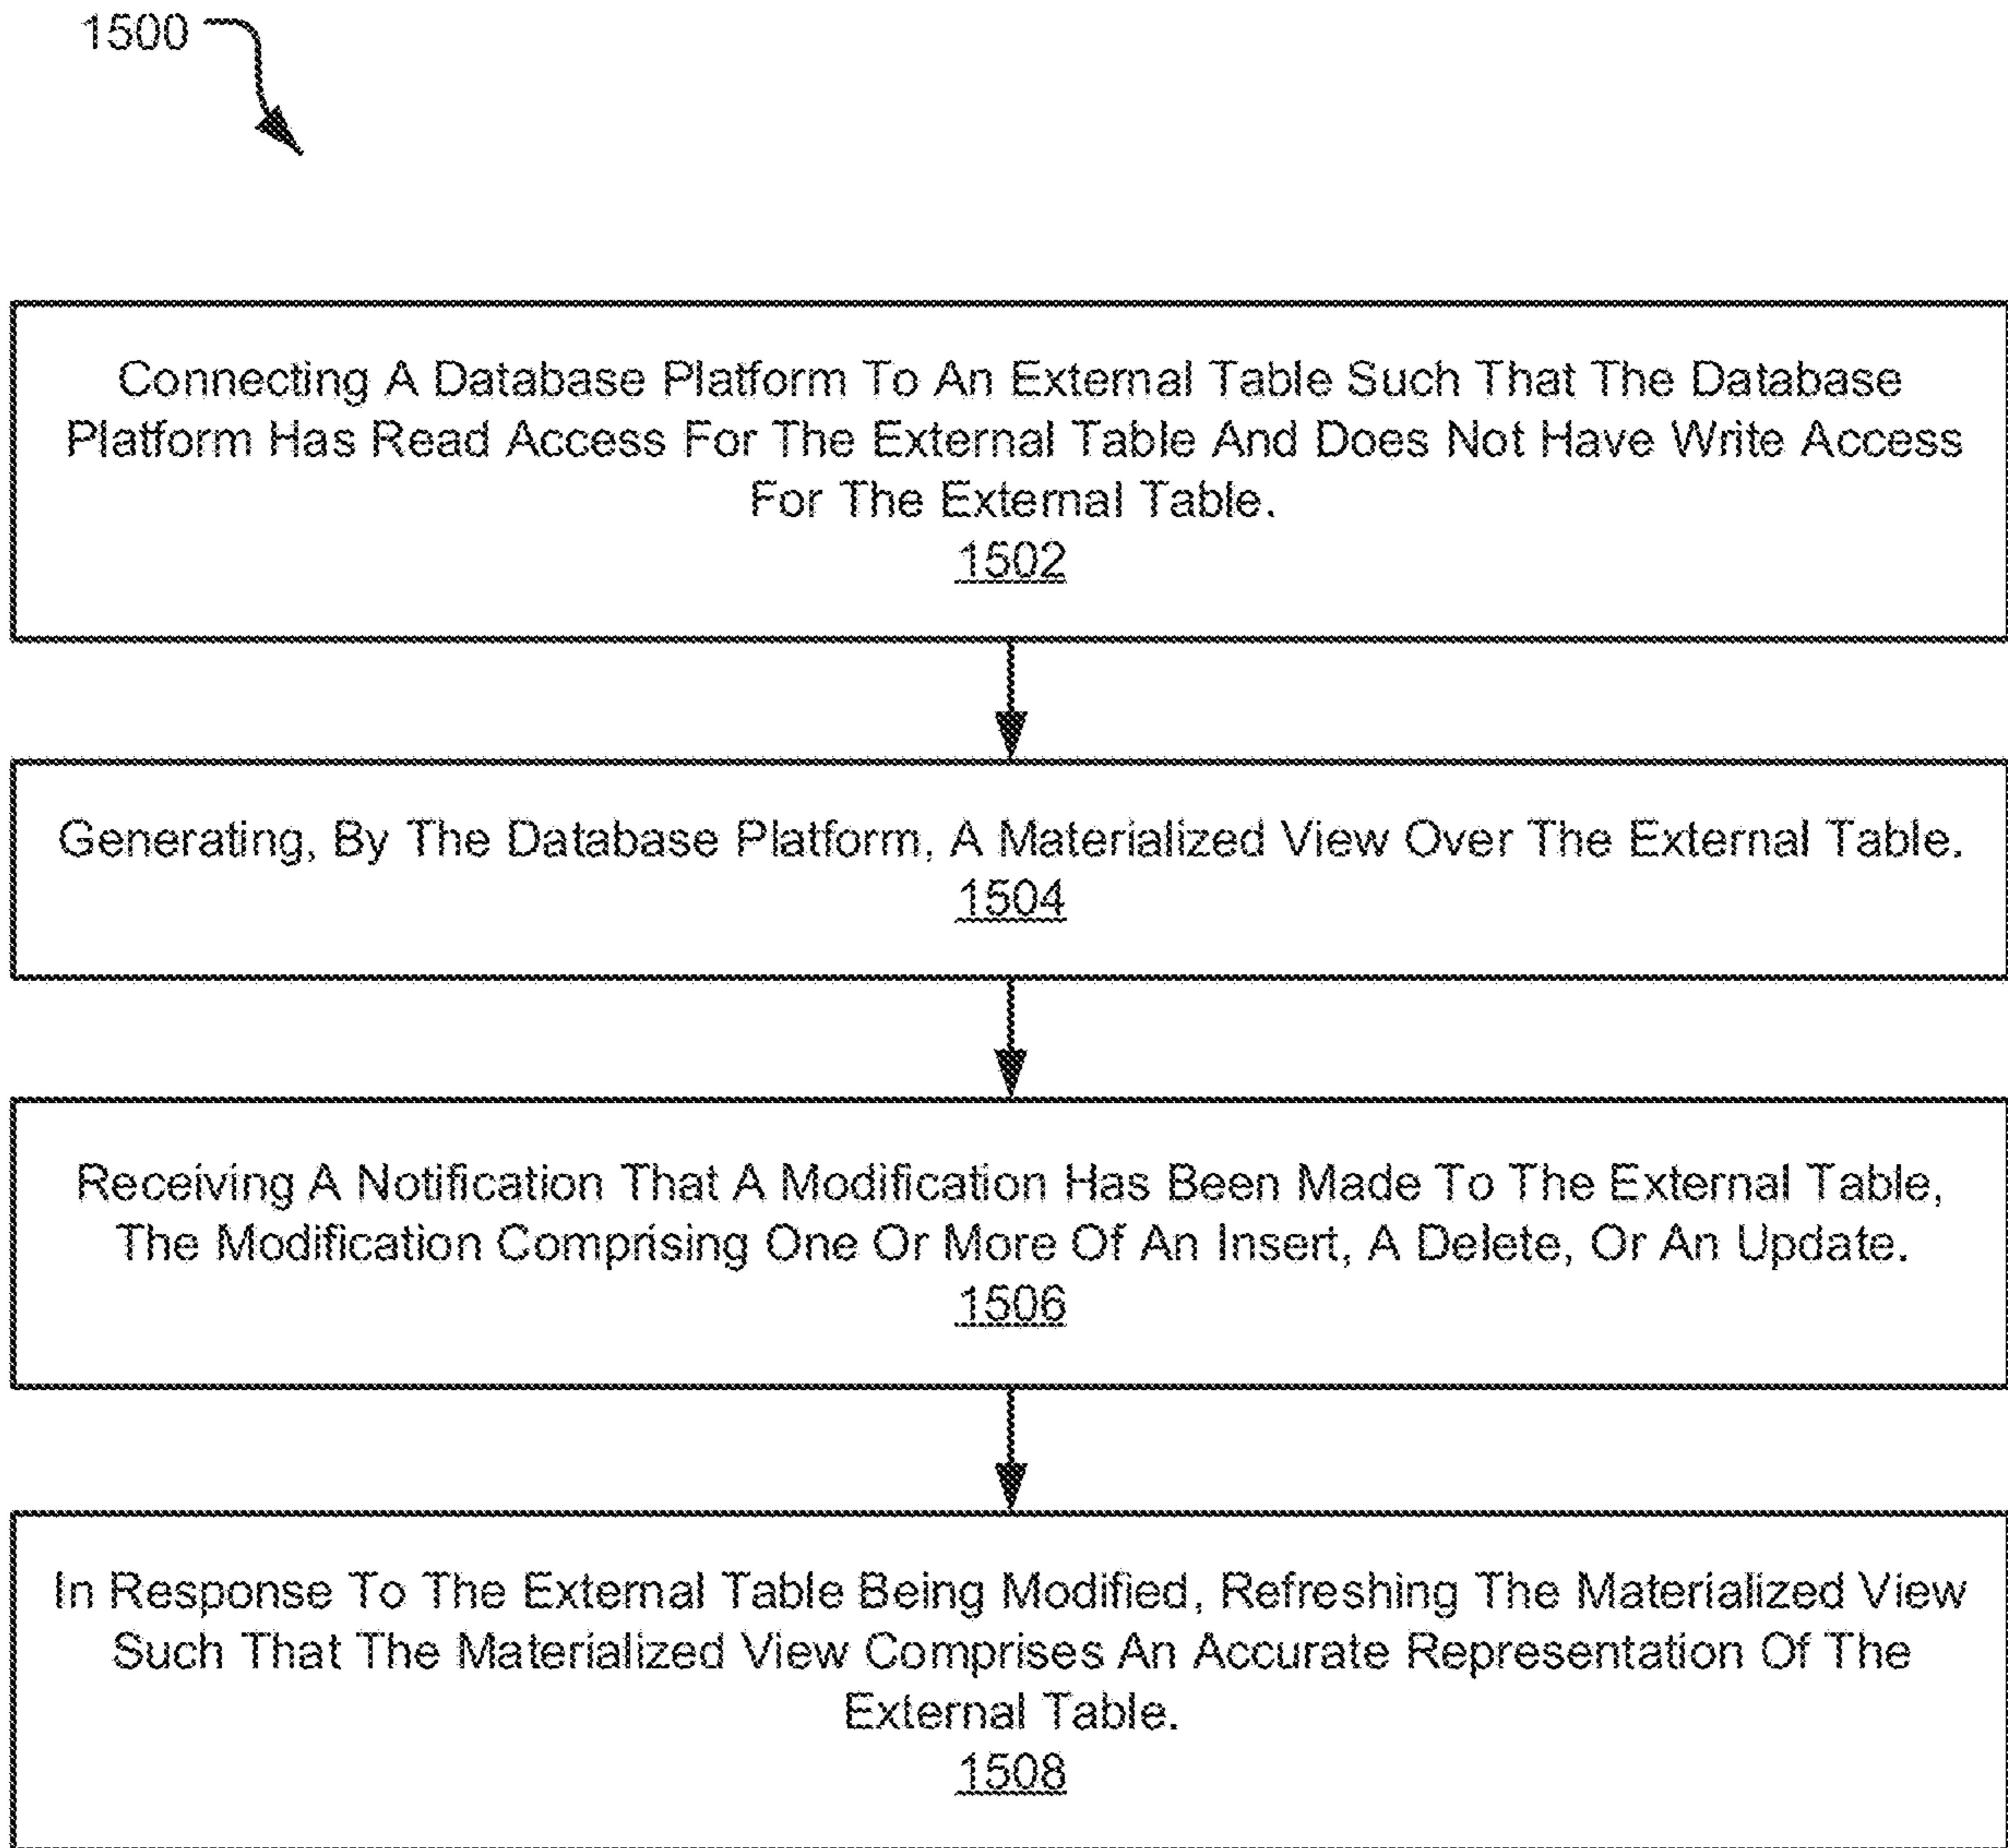 1500
Connecting A Database Platform To An External Table Such That The Database
Platform Has Read Access For The External Table And Does Not Have Write Access
For The External Table.
1502
Generating, By The Database Platform, A Materialized View Over The External Table.
1504
Receiving A Notification That A Modification Has Been Made To The External Table,
The Modification Comprising One Or More Of An Insert, A Delete, Or An Update.
1506
In Response To The External Table Being Modified, Refreshing The Materialized View
Such That The Materialized View Comprises An Accurate Representation Of The
External Table.
1508